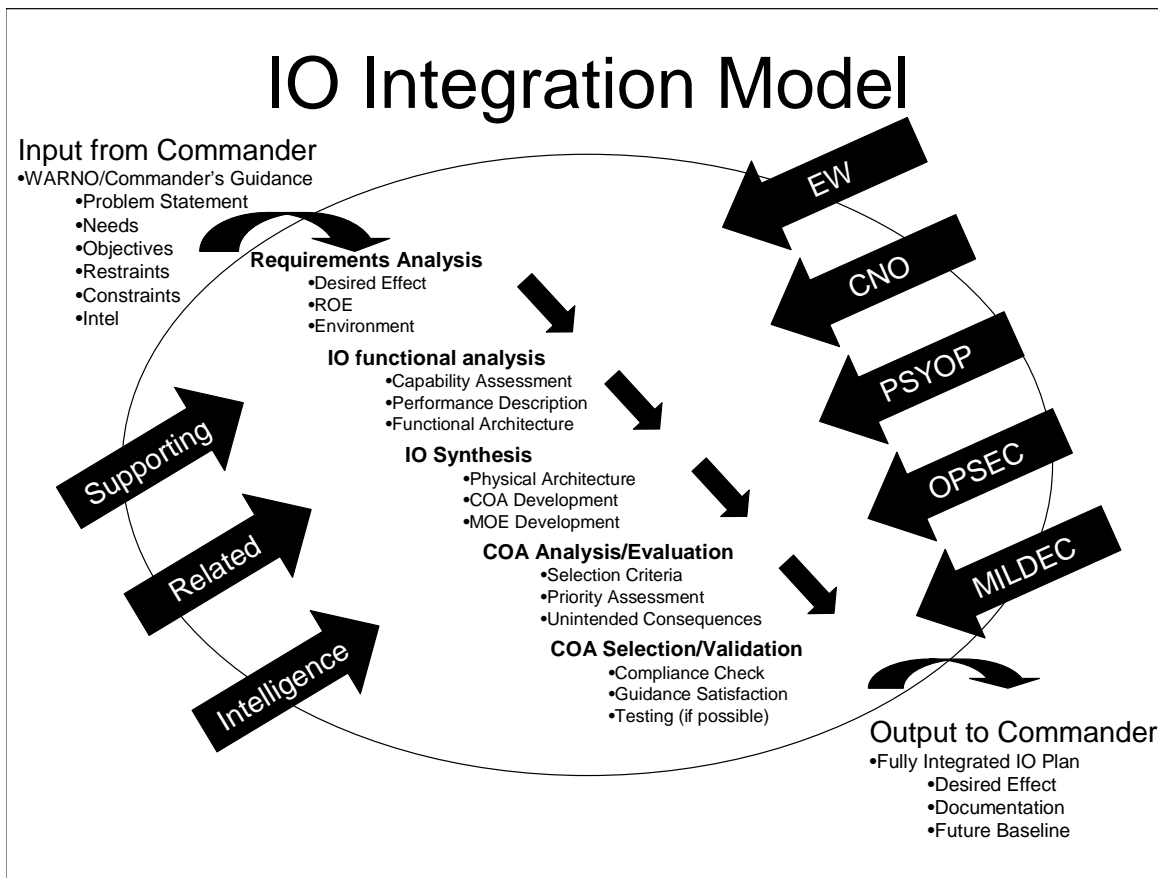 IO Integration Model
Input from Commander
•WARNO/Commander's Guidance
•Problem Statement
•Needs
•Objectives
•Restraints
•Constraints
•Intel
Requirements Analysis
•Desired Effect
•ROE
•Environment
IO functional analysis
•Capability Assessment
•Performance Description
•Functional Architecture
IO Synthesis
•Physical Architecture
•COA Development
•MOE Development
COA Analysis/Evaluation
•Selection Criteria
•Priority Assessment
•Unintended Consequences
COA Selection/Validation
•Compliance Check
•Guidance Satisfaction
•Testing (if possible)
Supporting
Related
Intelligence
EW
CNO
PSYOP
OPSEC
MILDEC
Output to Commander
•Fully Integrated IO Plan
•Desired Effect
•Documentation
•Future Baseline